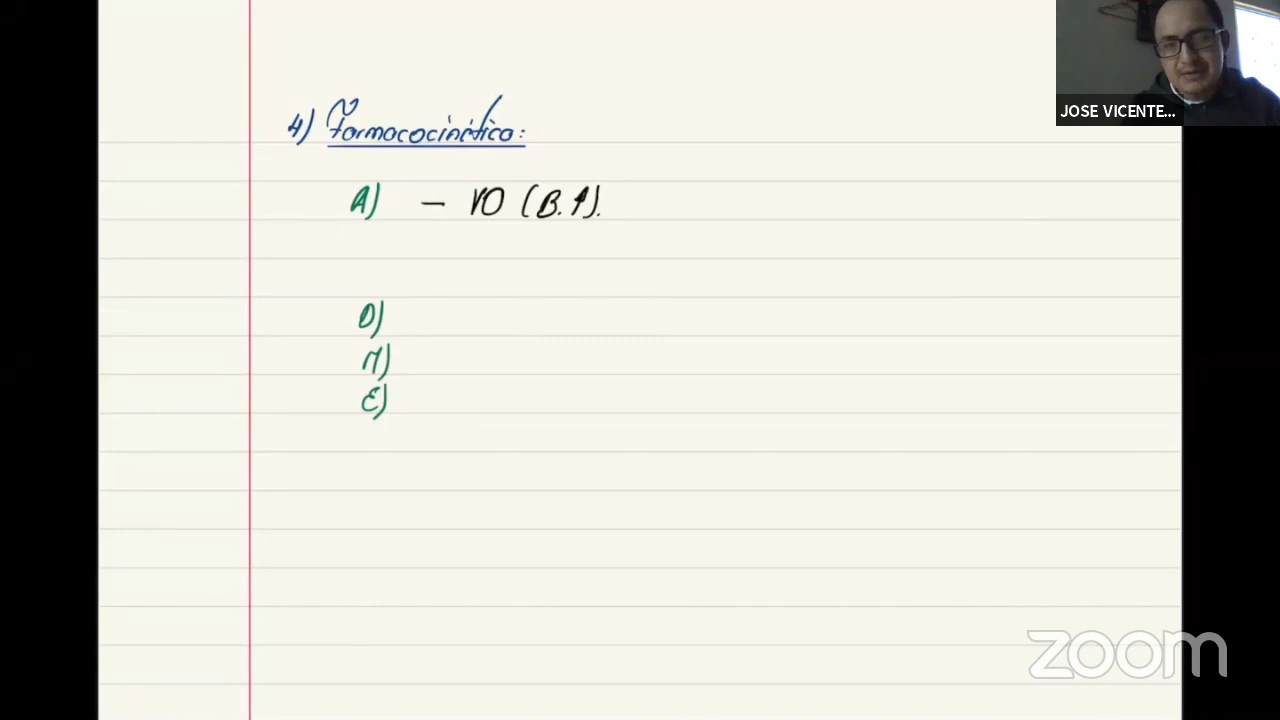 JOSE VICENTE...
4) Farmacocinética:
A) — VO (B.A).
D)
M)
E)
zoom